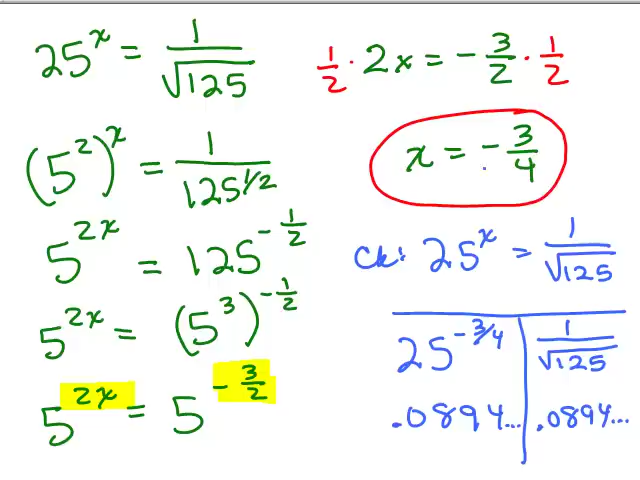 25^x = 1/√125
(5^2)^x = 1/125^1/2
5^2x = 125^-1/2
5^2x = (5^3)^-1/2
5^2x = 5^-3/2
1/2 · 2x = -3/2 · 1/2
x = -3/4
Ck: 25^x = 1/√125
25^-3/4 | 1/√125
.0894... | .0894...